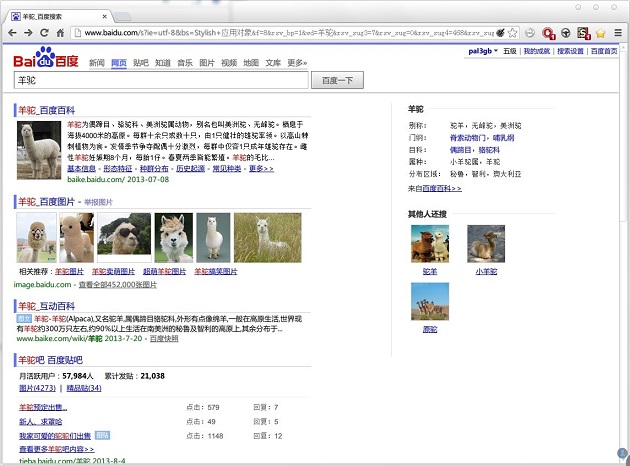 羊驼_百度搜索
www.baidu.com/s?ie=utf-8&bs=Stylish+应用对象&f=8&rsv_bp=1&wd=羊驼&rsv_sug3=7&rsv_sug=0&rsv_sug4=468&rsv_sug
pal3gb 五级 | 我的成就 | 搜索设置 | 百度首页
Baidu百度 新闻 网页 贴吧 知道 音乐 图片 视频 地图 文库 更多»
羊驼 百度一下
羊驼_百度百科
羊驼为偶蹄目、骆驼科、美洲驼属动物,别名也叫美洲驼、无峰驼。栖息于
海拔4000米的高原。每群十余只或数十只,由1只健壮的雄驼率领。以高山棘
刺植物为食。发情季节争夺配偶十分激烈,每群中仅容1只成年雄驼存在。雌
性羊驼妊娠期8个月,每胎1仔。春夏两季皆能繁殖。羊驼的毛比...
基本信息 - 形态特征 - 种群分布 - 历史起源 - 常见种类 - 更多>>
baike.baidu.com/ 2013-07-08
羊驼_百度图片 - 举报图片
相关推荐：羊驼图片 羊驼卖萌图片 超萌羊驼图片 羊驼搞笑图片
image.baidu.com - 查看全部452,000张图片
羊驼_互动百科
羊驼-羊驼(Alpaca),又名驼羊,属偶蹄目骆驼科,外形有点像绵羊,一般在高原生活,世界现
有羊驼约300万只左右,约90%以上生活在南美洲的秘鲁及智利的高原上,其余分布于...
www.baike.com/wiki/羊驼 2013-7-20 - 百度快照
羊驼吧 百度贴吧
月活跃用户：57,984人 累计发贴：21,038
图片(4273) | 精品贴(34)
羊驼预定出售... 点击：579 回复：7
新人、求罩哈 点击：49 回复：5
我家可爱的驼驼们出售 图贴 点击：1148 回复：12
查看更多羊驼吧内容>>
tieba.baidu.com/ 2013-8-4
羊驼
别称： 驼羊，无峰驼，美洲驼
门纲： 脊索动物门，哺乳纲
目科： 偶蹄目，骆驼科
属种： 小羊驼属，羊驼
分布区域： 秘鲁，智利，澳大利亚
来自百度百科>>
其他人还搜
驼羊 小羊驼
原驼